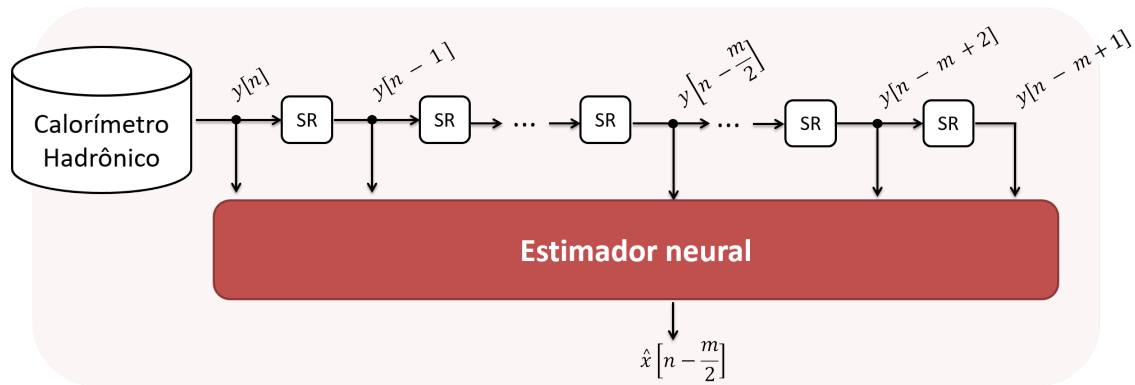 y[n]
y[n − 1]
y[n − m/2]
y[n − m + 2]
y[n − m + 1]
Calorímetro
Hadrônico
SR
SR
...
SR
...
SR
SR
Estimador neural
x̂[n − m/2]